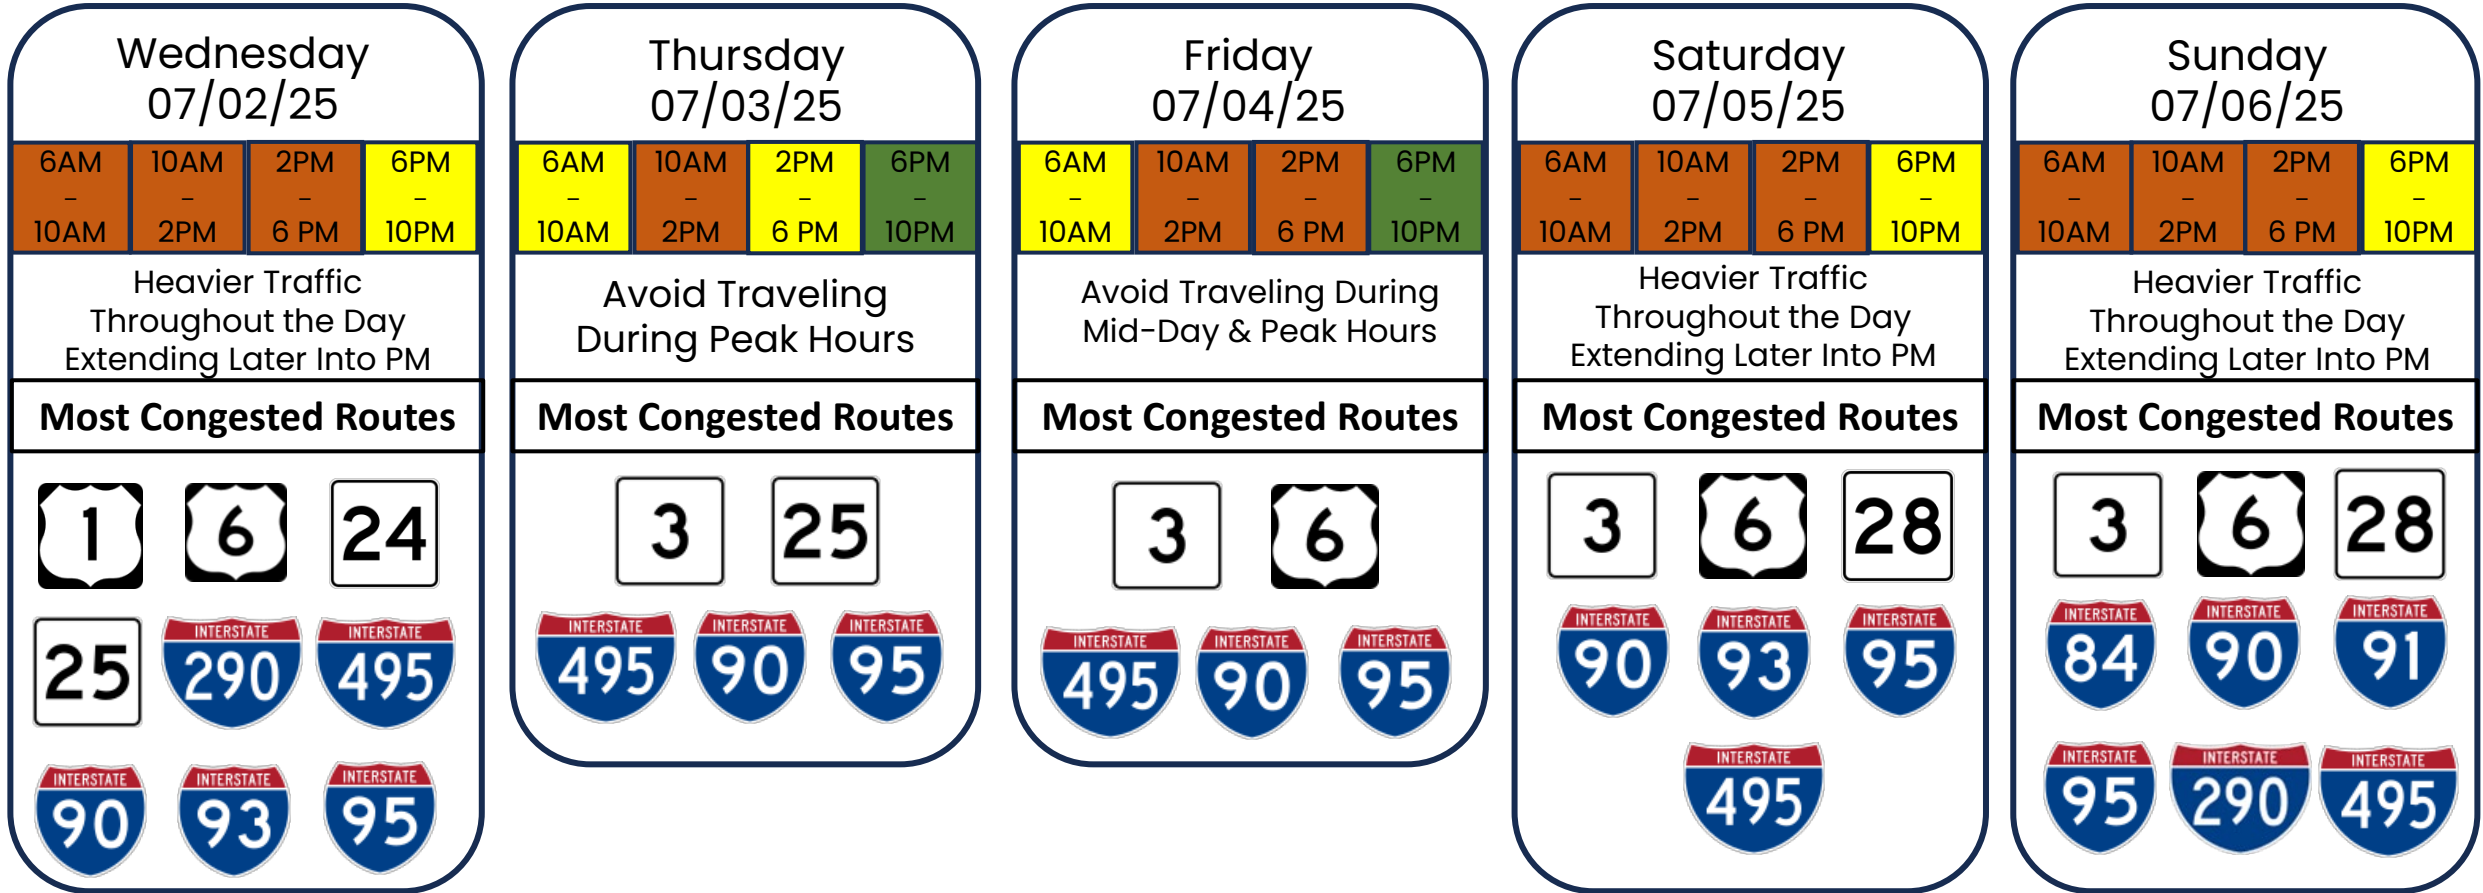 Wednesday
07/02/25
6AM
-
10AM
10AM
-
2PM
2PM
-
6 PM
6PM
-
10PM
Heavier Traffic
Throughout the Day
Extending Later Into PM
Most Congested Routes
1
6
24
25
INTERSTATE
290
INTERSTATE
495
INTERSTATE
90
INTERSTATE
93
INTERSTATE
95
Thursday
07/03/25
6AM
-
10AM
10AM
-
2PM
2PM
-
6 PM
6PM
-
10PM
Avoid Traveling
During Peak Hours
Most Congested Routes
3
25
INTERSTATE
495
INTERSTATE
90
INTERSTATE
95
Friday
07/04/25
6AM
-
10AM
10AM
-
2PM
2PM
-
6 PM
6PM
-
10PM
Avoid Traveling During
Mid-Day & Peak Hours
Most Congested Routes
3
6
INTERSTATE
495
INTERSTATE
90
INTERSTATE
95
Saturday
07/05/25
6AM
-
10AM
10AM
-
2PM
2PM
-
6 PM
6PM
-
10PM
Heavier Traffic
Throughout the Day
Extending Later Into PM
Most Congested Routes
3
6
28
INTERSTATE
90
INTERSTATE
93
INTERSTATE
95
INTERSTATE
495
Sunday
07/06/25
6AM
-
10AM
10AM
-
2PM
2PM
-
6 PM
6PM
-
10PM
Heavier Traffic
Throughout the Day
Extending Later Into PM
Most Congested Routes
3
6
28
INTERSTATE
84
INTERSTATE
90
INTERSTATE
91
INTERSTATE
95
INTERSTATE
290
INTERSTATE
495